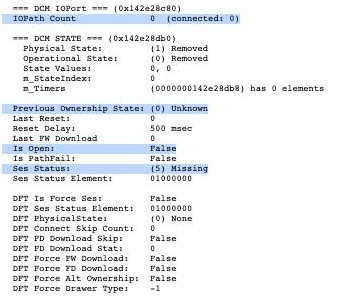 === DCM IOPort === (0x142e28c80)
IOPath Count 0 (connected: 0)
=== DCM STATE === (0x142e28db0)
Physical State: (1) Removed
Operational State: (0) Removed
State Values: 0, 0
m_StateIndex: 0
m_Timers (0000000142e28db8) has 0 elements
Previous Ownership State: (0) Unknown
Last Reset: 0
Reset Delay: 500 msec
Last FW Download 0
Is Open: False
Is PathFail: False
Ses Status: (5) Missing
Ses Status Element: 01000000
DFT Is Force Ses: False
DFT Ses Status Element: 01000000
DFT PhysicalState: (0) None
DFT Connect Skip Count: 0
DFT FD Download Skip: False
DFT FD Download Stat: 0
DFT Force FW Download: False
DFT Force FD Download: False
DFT Force Alt Ownership: False
DFT Force Drawer Type: -1